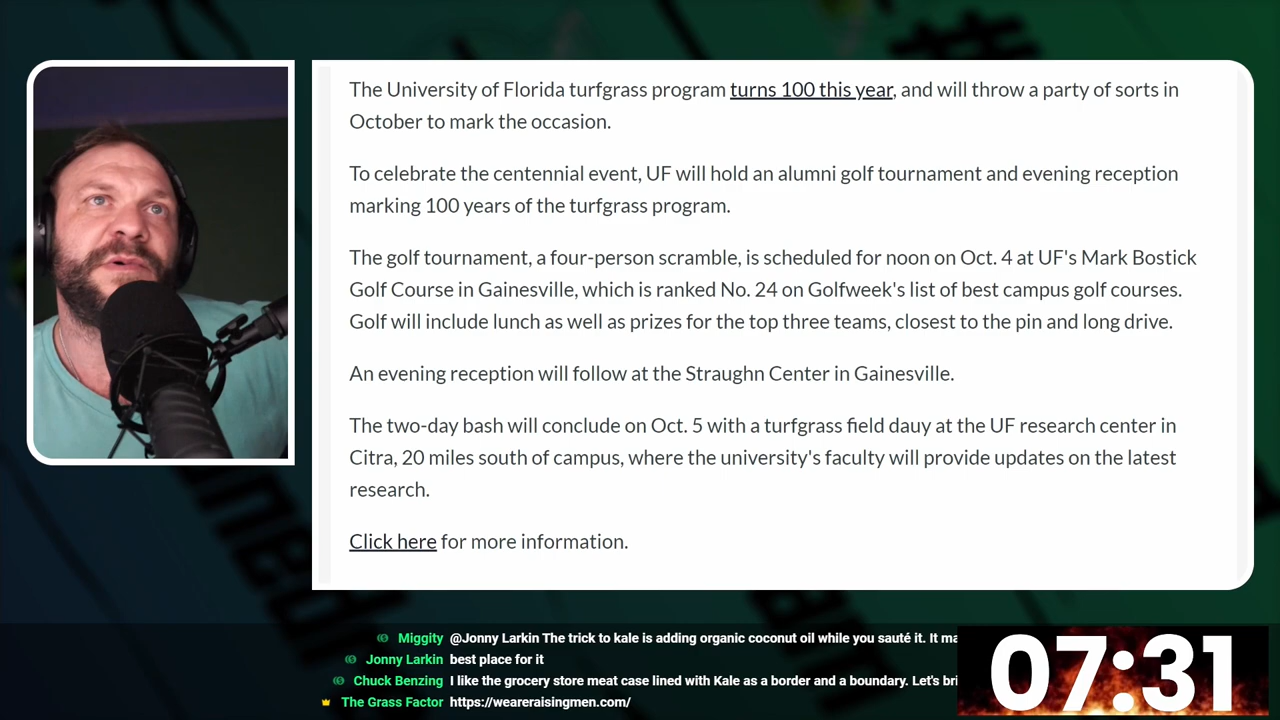 The University of Florida turfgrass program turns 100 this year, and will throw a party of sorts in
October to mark the occasion.
To celebrate the centennial event, UF will hold an alumni golf tournament and evening reception
marking 100 years of the turfgrass program.
The golf tournament, a four-person scramble, is scheduled for noon on Oct. 4 at UF's Mark Bostick
Golf Course in Gainesville, which is ranked No. 24 on Golfweek's list of best campus golf courses.
Golf will include lunch as well as prizes for the top three teams, closest to the pin and long drive.
An evening reception will follow at the Straughn Center in Gainesville.
The two-day bash will conclude on Oct. 5 with a turfgrass field dauy at the UF research center in
Citra, 20 miles south of campus, where the university's faculty will provide updates on the latest
research.
Click here for more information.
Miggity @Jonny Larkin The trick to kale is adding organic coconut oil while you sauté it. It
Jonny Larkin best place for it
Chuck Benzing I like the grocery store meat case lined with Kale as a border and a boundary. Let's
The Grass Factor https://weareraisingmen.com/
07:31